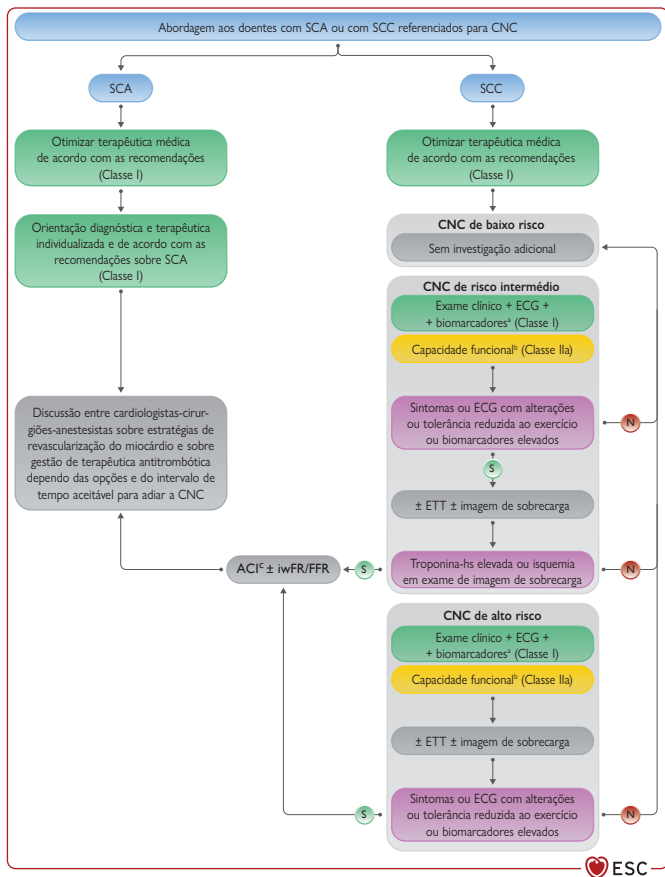 Abordagem aos doentes com SCA ou com SCC referenciados para CNC
SCA
SCC
Otimizar terapêutica médica
de acordo com as recomendações
(Classe I)
Otimizar terapêutica médica
de acordo com as recomendações
(Classe I)
Orientação diagnóstica e terapêutica
individualizada e de acordo com as
recomendações sobre SCA
(Classe I)
CNC de baixo risco
Sem investigação adicional
CNC de risco intermédio
Exame clínico + ECG +
+ biomarcadoresᵃ (Classe I)
Capacidade funcionalᵇ (Classe IIa)
Discussão entre cardiologistas-cirur-
giões-anestesistas sobre estratégias de
revascularização do miocárdio e sobre
gestão de terapêutica antitrombótica
dependo das opções e do intervalo de
tempo aceitável para adiar a CNC
Sintomas ou ECG com alterações
ou tolerância reduzida ao exercício
ou biomarcadores elevados
N
S
± ETT ± imagem de sobrecarga
ACIᶜ ± iwFR/FFR
S
Troponina-hs elevada ou isquemia
em exame de imagem de sobrecarga
N
CNC de alto risco
Exame clínico + ECG +
+ biomarcadoresᵃ (Classe I)
Capacidade funcionalᵇ (Classe IIa)
± ETT ± imagem de sobrecarga
S
Sintomas ou ECG com alterações
ou tolerância reduzida ao exercício
ou biomarcadores elevados
N
ESC